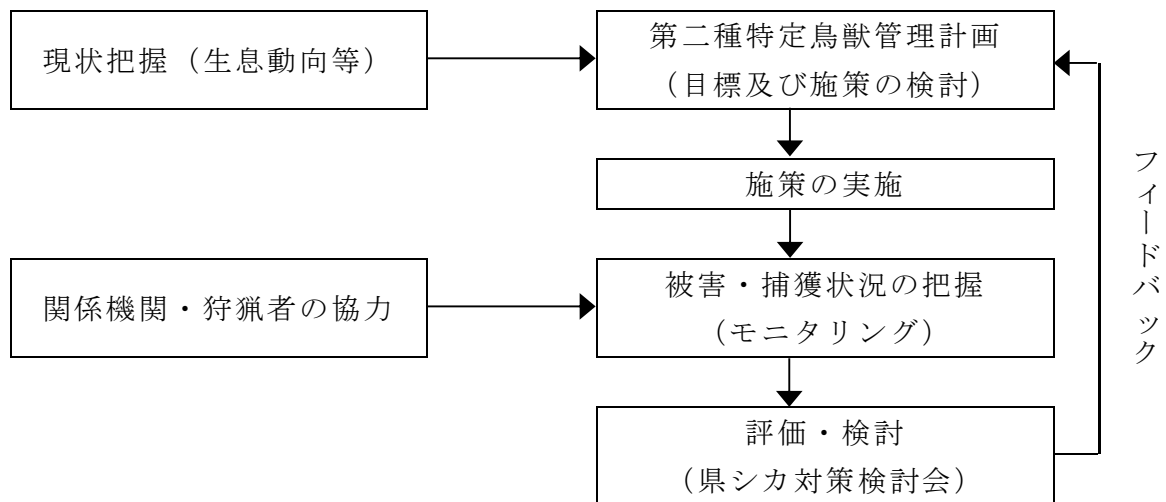 現状把握（生息動向等）
第二種特定鳥獣管理計画
（目標及び施策の検討）
施策の実施
関係機関・狩猟者の協力
被害・捕獲状況の把握
（モニタリング）
評価・検討
（県シカ対策検討会）
フィードバック